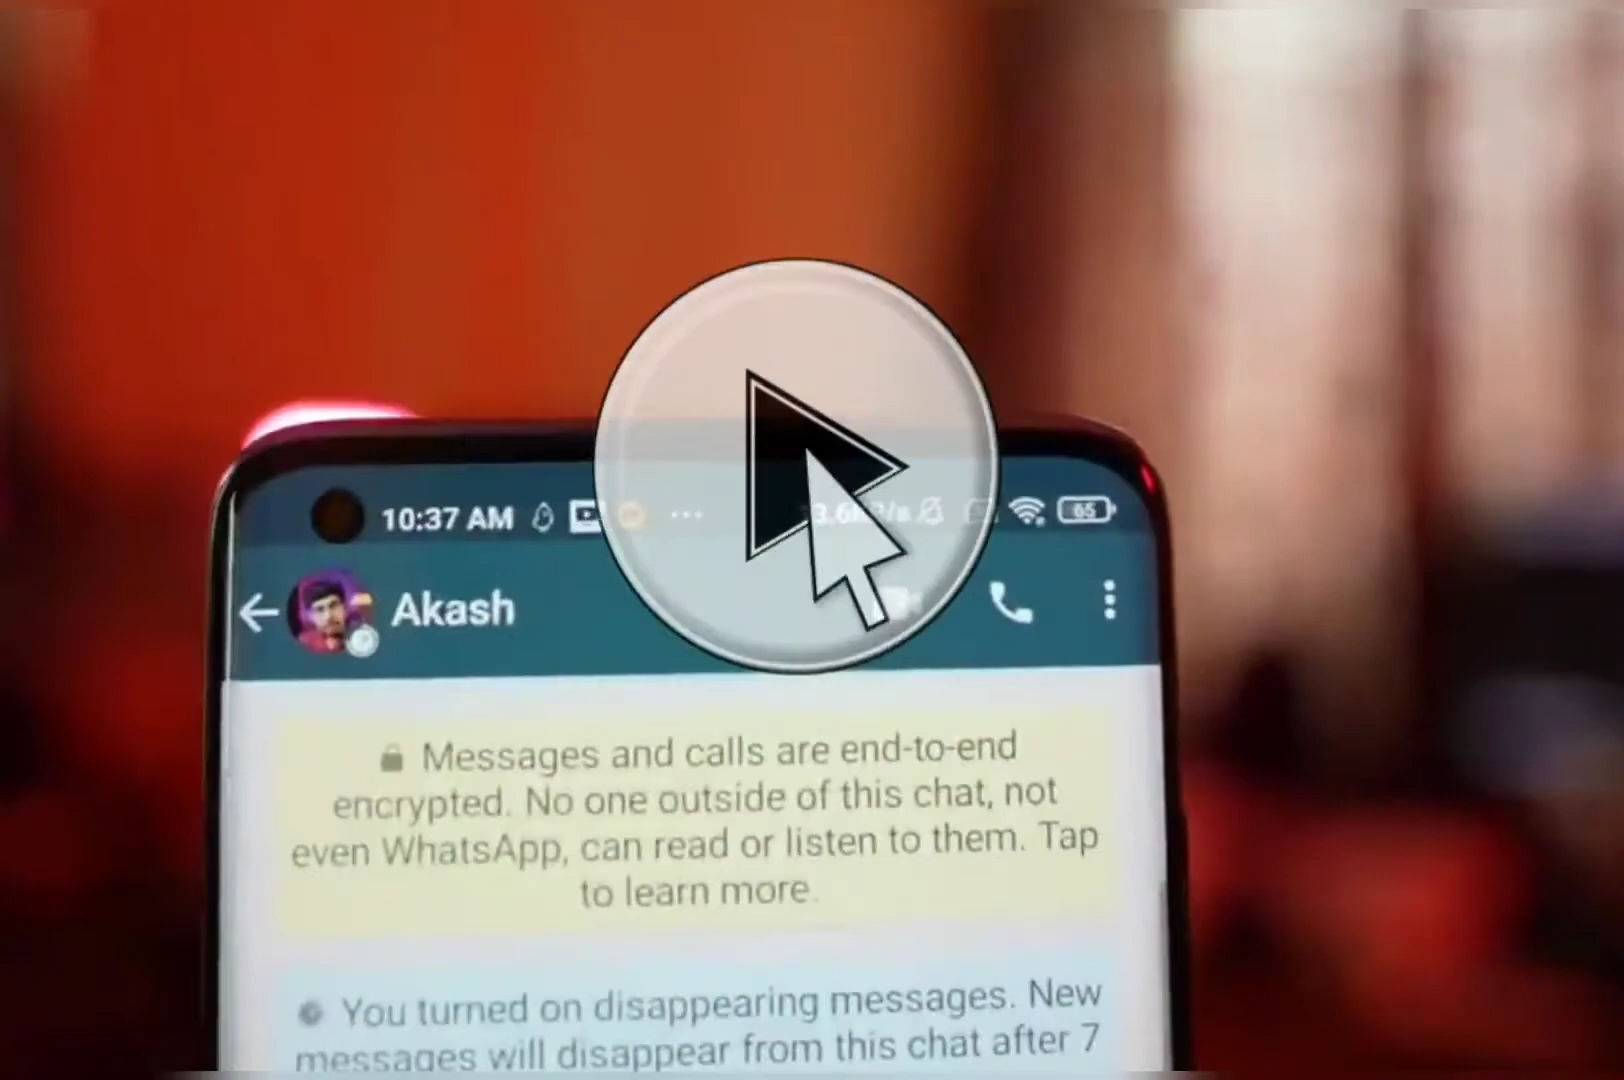 10:37 AM
65
Akash
Messages and calls are end-to-end
encrypted. No one outside of this chat, not
even WhatsApp, can read or listen to them. Tap
to learn more.
You turned on disappearing messages. New
messages will disappear from this chat after 7